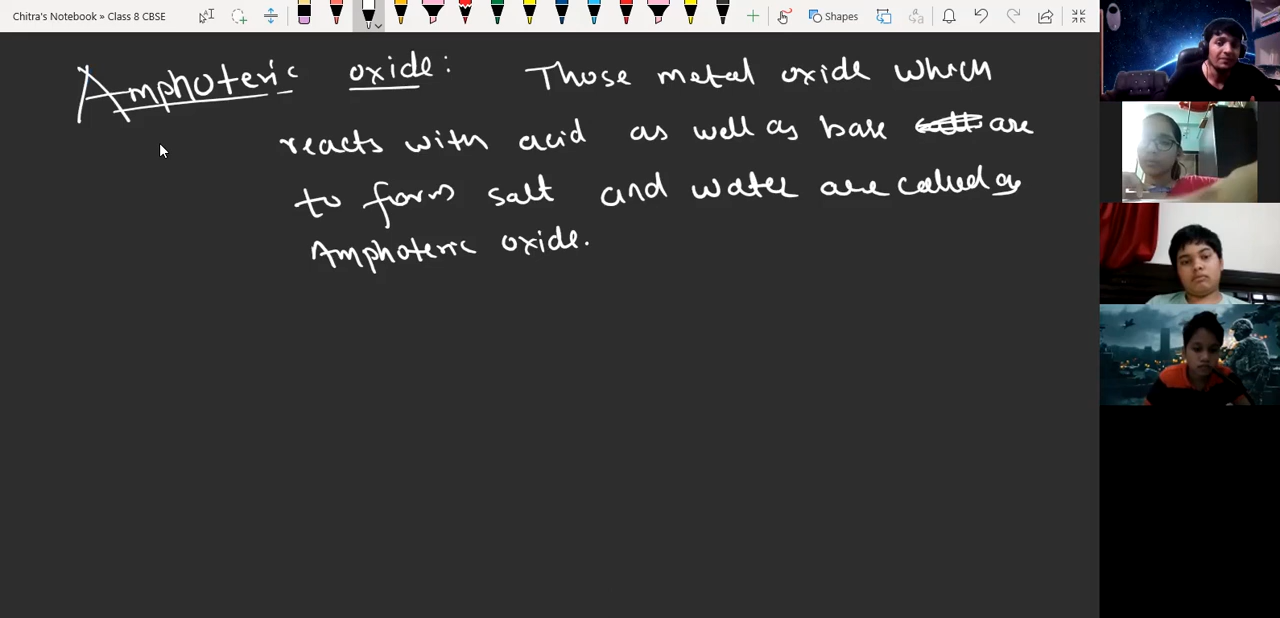 Chitra's Notebook » Class 8 CBSE
Shapes
Amphoteric oxide: Those metal oxide which
reacts with acid as well as base are
to form salt and water are called as
Amphoteric oxide.